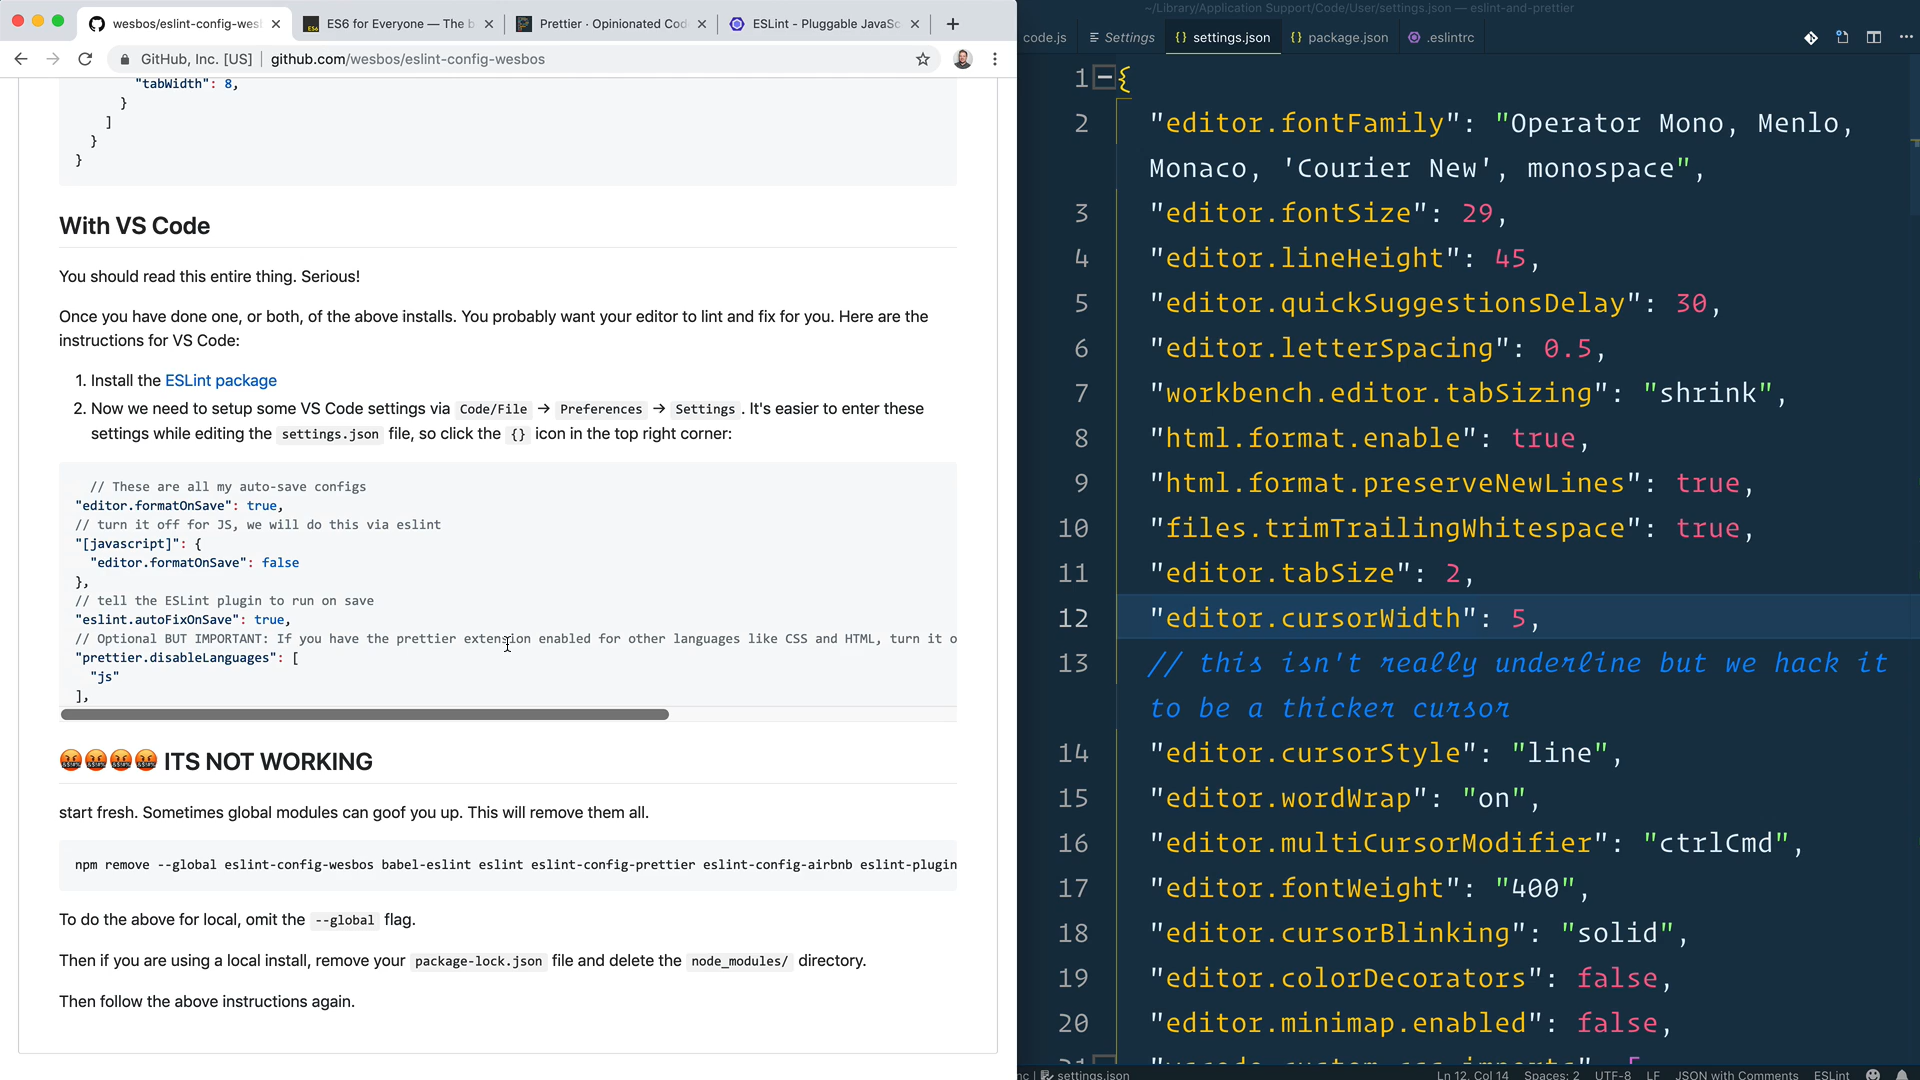 wesbos/eslint-config-wesb
ES6 for Everyone — The b
Prettier · Opinionated Cod
ESLint - Pluggable JavaSc
GitHub, Inc. [US]
github.com/wesbos/eslint-config-wesbos
"tabWidth": 8,
}
]
}
}
With VS Code
You should read this entire thing. Serious!
Once you have done one, or both, of the above installs. You probably want your editor to lint and fix for you. Here are the
instructions for VS Code:
1. Install the ESLint package
2. Now we need to setup some VS Code settings via Code/File → Preferences → Settings . It's easier to enter these
settings while editing the settings.json file, so click the {} icon in the top right corner:
// These are all my auto-save configs
"editor.formatOnSave": true,
// turn it off for JS, we will do this via eslint
"[javascript]": {
"editor.formatOnSave": false
},
// tell the ESLint plugin to run on save
"eslint.autoFixOnSave": true,
// Optional BUT IMPORTANT: If you have the prettier extension enabled for other languages like CSS and HTML, turn it o
"prettier.disableLanguages": [
"js"
],
🤬🤬🤬🤬 ITS NOT WORKING
start fresh. Sometimes global modules can goof you up. This will remove them all.
npm remove --global eslint-config-wesbos babel-eslint eslint eslint-config-prettier eslint-config-airbnb eslint-plugin
To do the above for local, omit the --global flag.
Then if you are using a local install, remove your package-lock.json file and delete the node_modules/ directory.
Then follow the above instructions again.
~/Library/Application Support/Code/User/settings.json — eslint-and-prettier
code.js
Settings
{} settings.json
{} package.json
.eslintrc
1 {
2 "editor.fontFamily": "Operator Mono, Menlo,
Monaco, 'Courier New', monospace",
3 "editor.fontSize": 29,
4 "editor.lineHeight": 45,
5 "editor.quickSuggestionsDelay": 30,
6 "editor.letterSpacing": 0.5,
7 "workbench.editor.tabSizing": "shrink",
8 "html.format.enable": true,
9 "html.format.preserveNewLines": true,
10 "files.trimTrailingWhitespace": true,
11 "editor.tabSize": 2,
12 "editor.cursorWidth": 5,
13 // this isn't really underline but we hack it
to be a thicker cursor
14 "editor.cursorStyle": "line",
15 "editor.wordWrap": "on",
16 "editor.multiCursorModifier": "ctrlCmd",
17 "editor.fontWeight": "400",
18 "editor.cursorBlinking": "solid",
19 "editor.colorDecorators": false,
20 "editor.minimap.enabled": false,
settings.json
Ln 12, Col 14
Spaces: 2
UTF-8
LF
JSON with Comments
ESLint